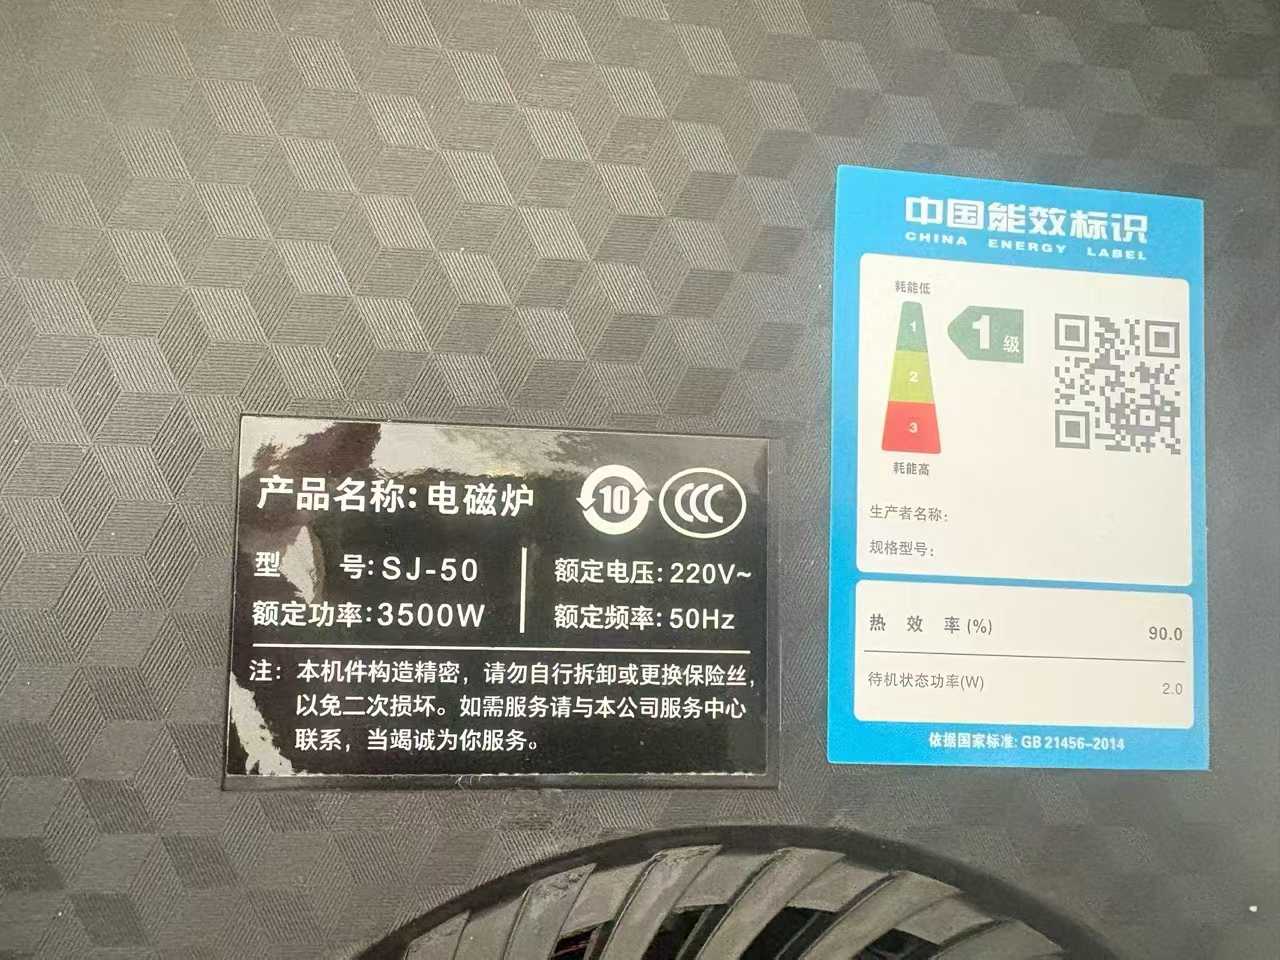 产品名称:电磁炉
10
CCC
型 号:SJ-50
额定电压:220V~
额定功率:3500W
额定频率:50Hz
注：本机件构造精密，请勿自行拆卸或更换保险丝，
以免二次损坏。如需服务请与本公司服务中心
联系，当竭诚为你服务。
中国能效标识
CHINA ENERGY LABEL
耗能低
1
2
3
耗能高
1级
生产者名称:
规格型号:
热 效 率(%) 90.0
待机状态功率(W) 2.0
依据国家标准:GB 21456-2014